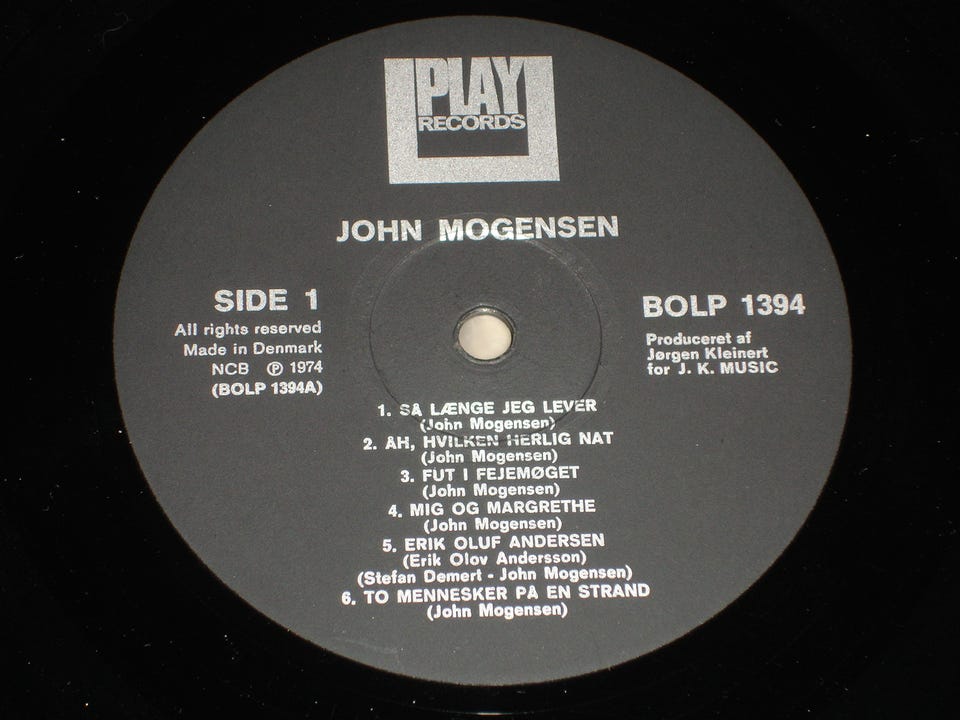 PLAY
RECORDS
JOHN MOGENSEN
SIDE 1
All rights reserved
Made in Denmark
NCB Ⓟ 1974
(BOLP 1394A)
BOLP 1394
Produceret af
Jørgen Kleinert
for J. K. MUSIC
1. SÅ LÆNGE JEG LEVER
(John Mogensen)
2. ÅH, HVILKEN HERLIG NAT
(John Mogensen)
3. FUT I FEJEMØGET
(John Mogensen)
4. MIG OG MARGRETHE
(John Mogensen)
5. ERIK OLUF ANDERSEN
(Erik Olov Andersson)
(Stefan Demert - John Mogensen)
6. TO MENNESKER PÅ EN STRAND
(John Mogensen)